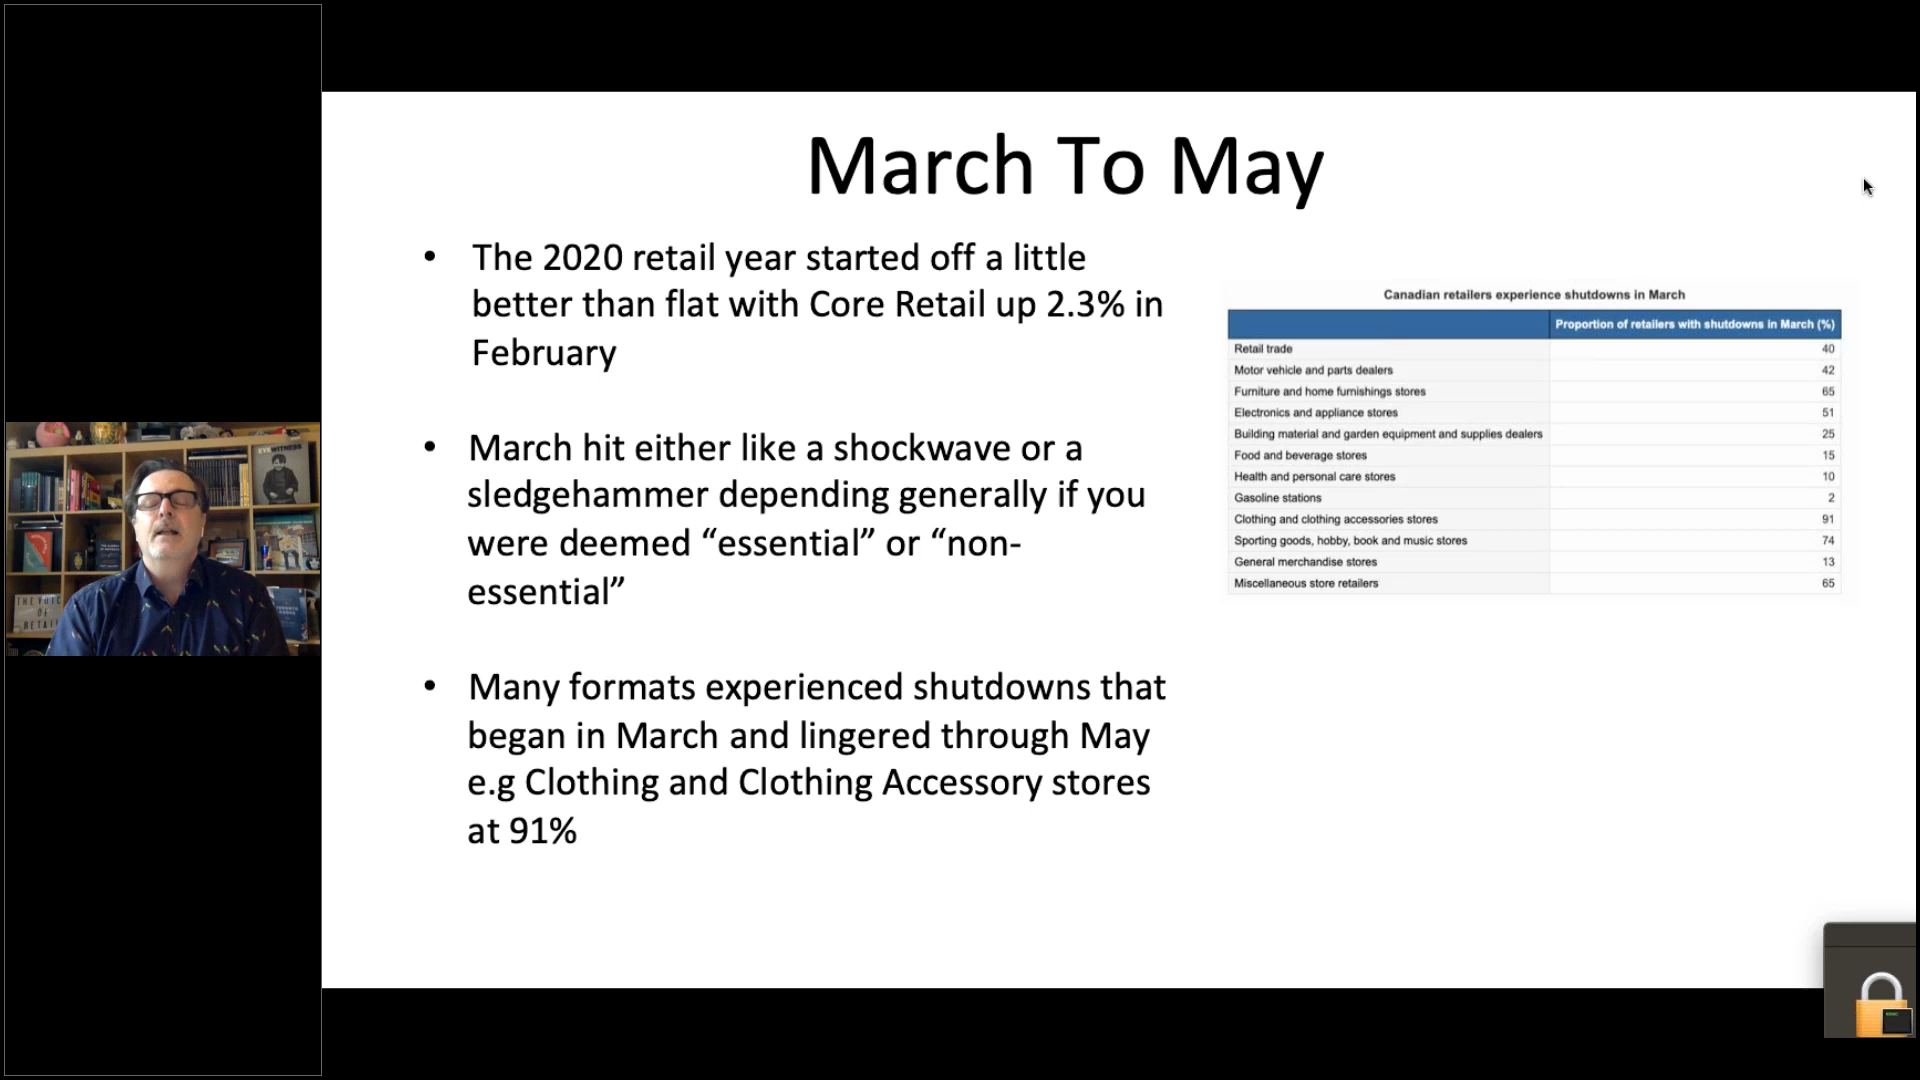 March To May
• The 2020 retail year started off a little
better than flat with Core Retail up 2.3% in
February
• March hit either like a shockwave or a
sledgehammer depending generally if you
were deemed “essential” or “non-
essential”
• Many formats experienced shutdowns that
began in March and lingered through May
e.g Clothing and Clothing Accessory stores
at 91%
Canadian retailers experience shutdowns in March
Proportion of retailers with shutdowns in March (%)
Retail trade 40
Motor vehicle and parts dealers 42
Furniture and home furnishings stores 65
Electronics and appliance stores 51
Building material and garden equipment and supplies dealers 25
Food and beverage stores 15
Health and personal care stores 10
Gasoline stations 2
Clothing and clothing accessories stores 91
Sporting goods, hobby, book and music stores 74
General merchandise stores 13
Miscellaneous store retailers 65
EYEWITNESS
THE VOICE
OF
RETAIL